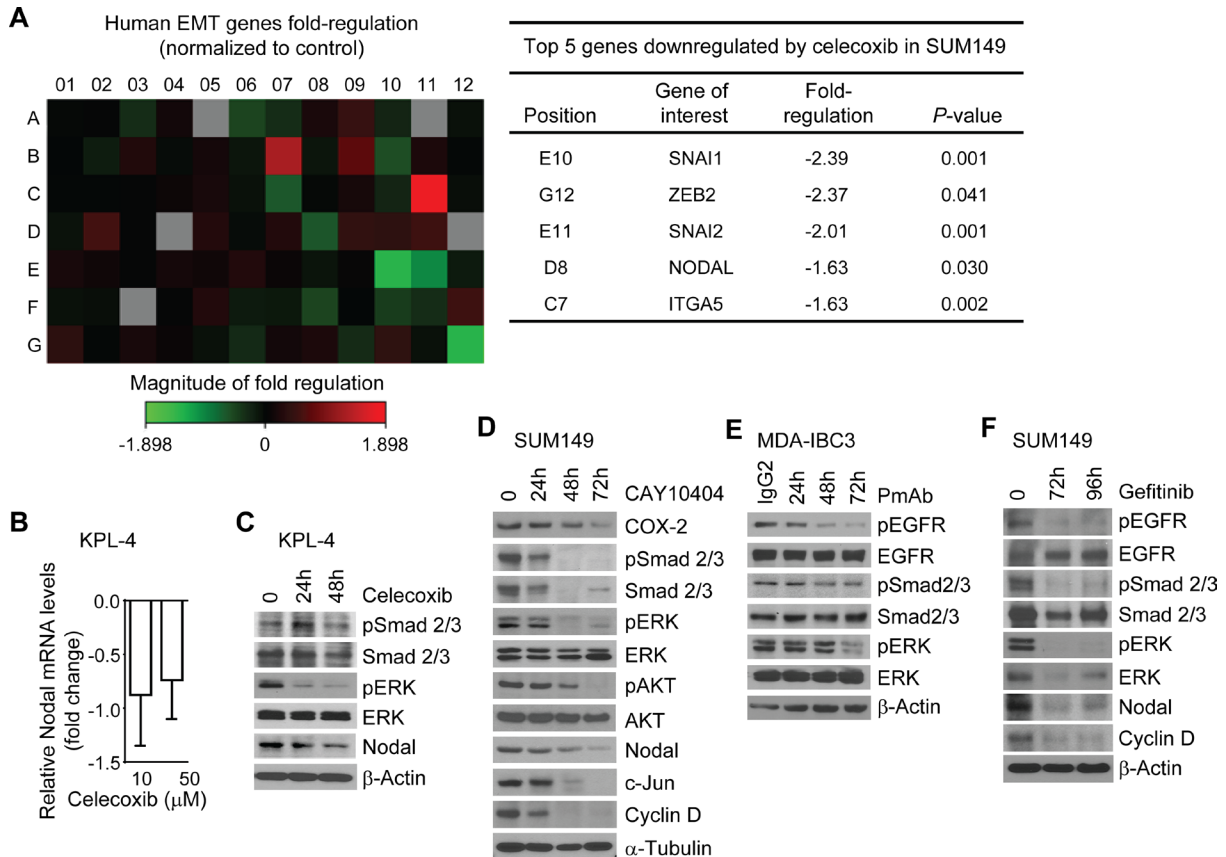 A
Human EMT genes fold-regulation
(normalized to control)
01 02 03 04 05 06 07 08 09 10 11 12
A
B
C
D
E
F
G
Magnitude of fold regulation
-1.898 0 1.898
Top 5 genes downregulated by celecoxib in SUM149
Position Gene of interest Fold-regulation P-value
E10 SNAI1 -2.39 0.001
G12 ZEB2 -2.37 0.041
E11 SNAI2 -2.01 0.001
D8 NODAL -1.63 0.030
C7 ITGA5 -1.63 0.002
B
KPL-4
Relative Nodal mRNA levels
(fold change)
0.0
-0.5
-1.0
-1.5
10 50
Celecoxib (μM)
C
KPL-4
0 24h 48h Celecoxib
pSmad 2/3
Smad 2/3
pERK
ERK
Nodal
β-Actin
D
SUM149
0 24h 48h 72h CAY10404
COX-2
pSmad 2/3
Smad 2/3
pERK
ERK
pAKT
AKT
Nodal
c-Jun
Cyclin D
α-Tubulin
E
MDA-IBC3
IgG2 24h 48h 72h PmAb
pEGFR
EGFR
pSmad2/3
Smad2/3
pERK
ERK
β-Actin
F
SUM149
0 72h 96h Gefitinib
pEGFR
EGFR
pSmad 2/3
Smad 2/3
pERK
ERK
Nodal
Cyclin D
β-Actin